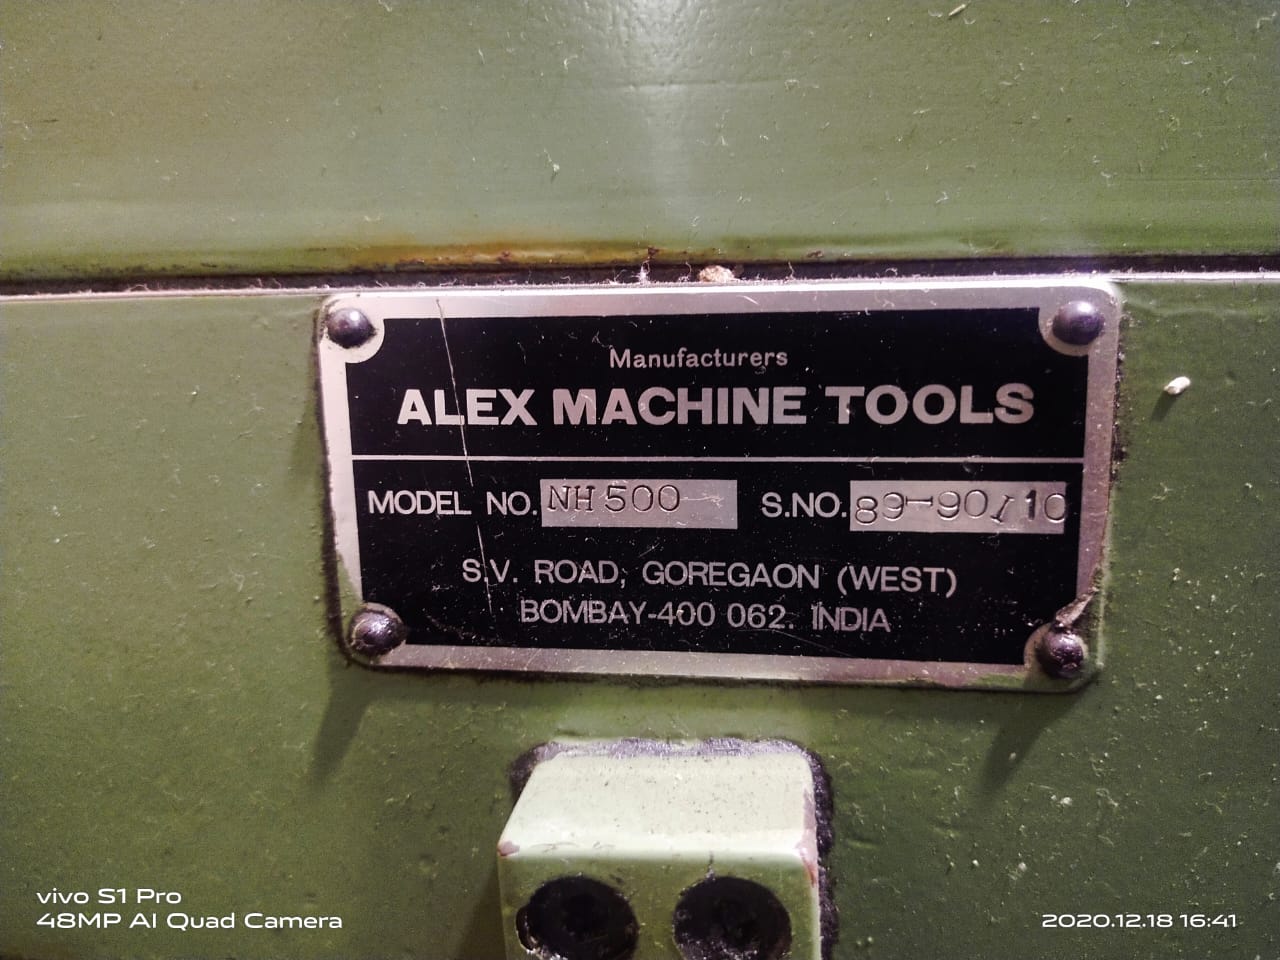 Manufacturers
ALEX MACHINE TOOLS
MODEL NO. NH500 S.NO. 89-90/10
S.V. ROAD, GOREGAON (WEST)
BOMBAY-400 062. INDIA
vivo S1 Pro
48MP AI Quad Camera
2020.12.18 16:41